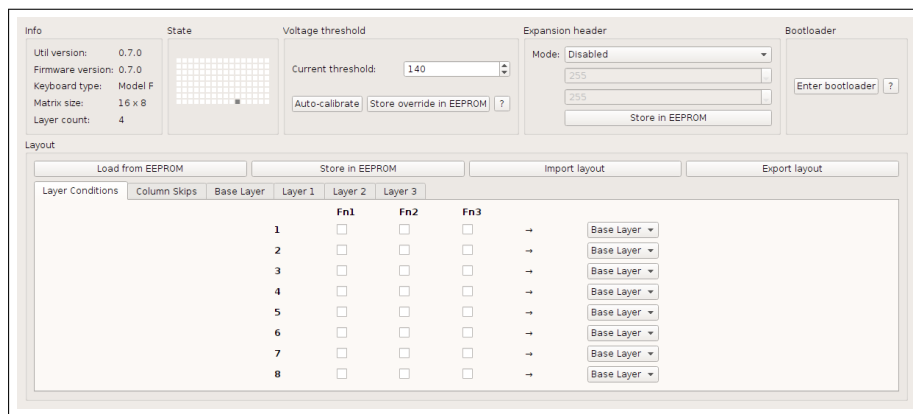 Info
State
Voltage threshold
Expansion header
Bootloader
Util version: 0.7.0
Firmware version: 0.7.0
Keyboard type: Model F
Matrix size: 16 x 8
Layer count: 4
Current threshold: 140
Auto-calibrate Store override in EEPROM ?
Mode: Disabled
255
255
Store in EEPROM
Enter bootloader ?
Layout
Load from EEPROM Store in EEPROM Import layout Export layout
Layer Conditions Column Skips Base Layer Layer 1 Layer 2 Layer 3
Fn1 Fn2 Fn3
1 → Base Layer
2 → Base Layer
3 → Base Layer
4 → Base Layer
5 → Base Layer
6 → Base Layer
7 → Base Layer
8 → Base Layer